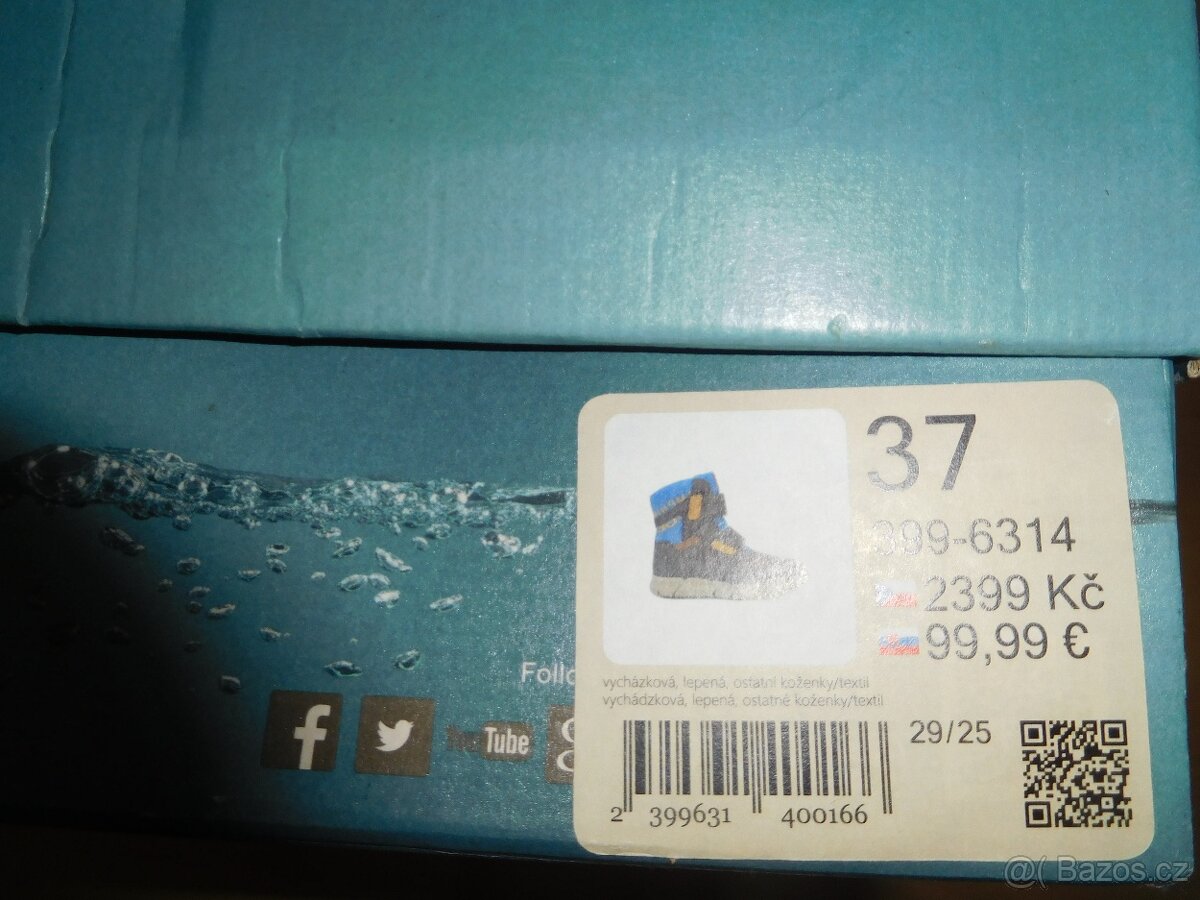 37
399-6314
2399 Kč
99,99 €
vycházková, lepená, ostatní koženky/textil
vychádzková, lepená, ostatné koženky/textil
29/25
2 399631 400166
Follo
f
YouTube
g
@( Bazos.cz